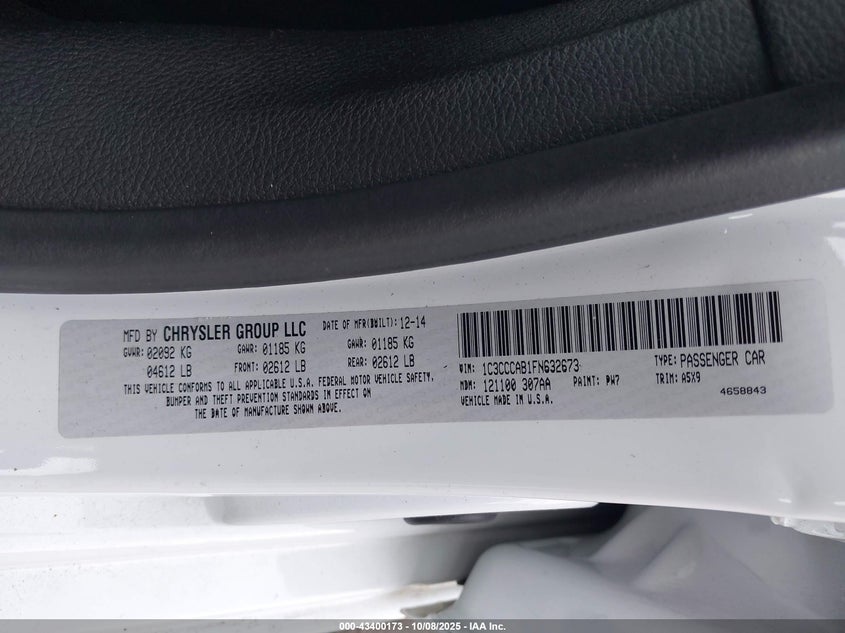 MFD BY CHRYSLER GROUP LLC DATE OF MFR(BUILT): 12-14
GVWR: 02092 KG GAWR: 01185 KG GAWR: 01185 KG
04612 LB FRONT: 02612 LB REAR: 02612 LB
THIS VEHICLE CONFORMS TO ALL APPLICABLE U.S.A. FEDERAL MOTOR VEHICLE SAFETY,
BUMPER AND THEFT PREVENTION STANDARDS IN EFFECT ON
THE DATE OF MANUFACTURE SHOWN ABOVE.
VIN: 1C3CCCAB1FN632673 TYPE: PASSENGER CAR
MDH: 121100 307AA PAINT: PW7 TRIM: A5X9
VEHICLE MADE IN U.S.A. 4658843
000-43400173 - 10/08/2025 - IAA Inc.